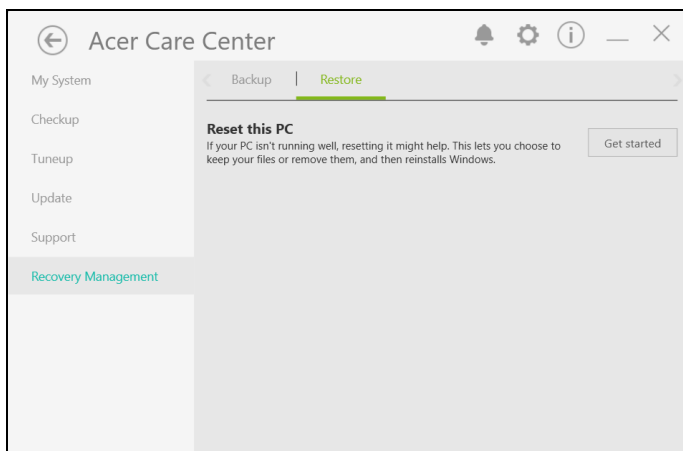 Acer Care Center
My System
Checkup
Tuneup
Update
Support
Recovery Management
Backup
Restore
Reset this PC
If your PC isn't running well, resetting it might help. This lets you choose to
keep your files or remove them, and then reinstalls Windows.
Get started